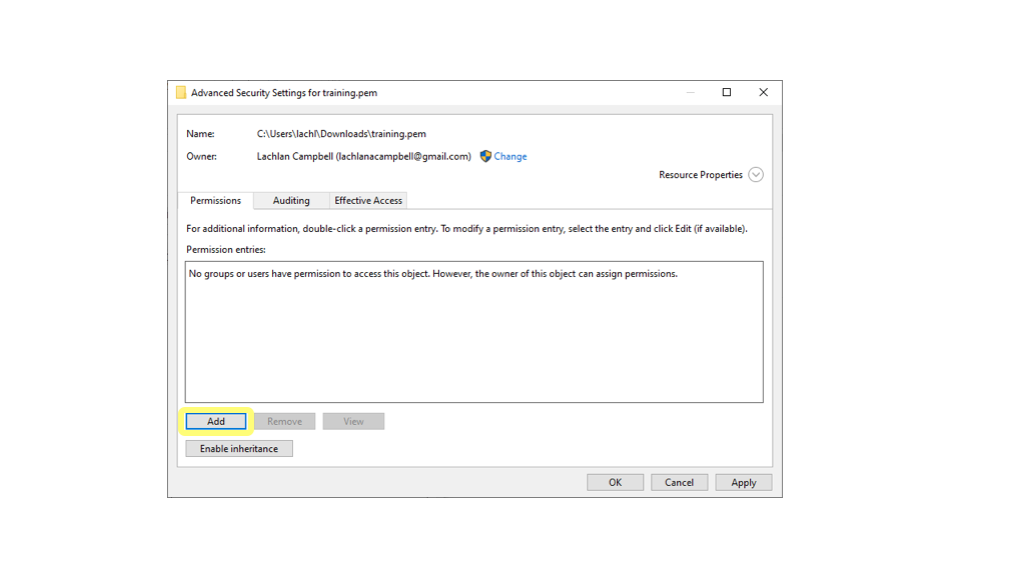 Advanced Security Settings for training.pem
Name: C:\Users\lachl\Downloads\training.pem
Owner: Lachlan Campbell (lachlanacampbell@gmail.com) Change
Resource Properties
Permissions Auditing Effective Access
For additional information, double-click a permission entry. To modify a permission entry, select the entry and click Edit (if available).
Permission entries:
No groups or users have permission to access this object. However, the owner of this object can assign permissions.
Add Remove View
Enable inheritance
OK Cancel Apply